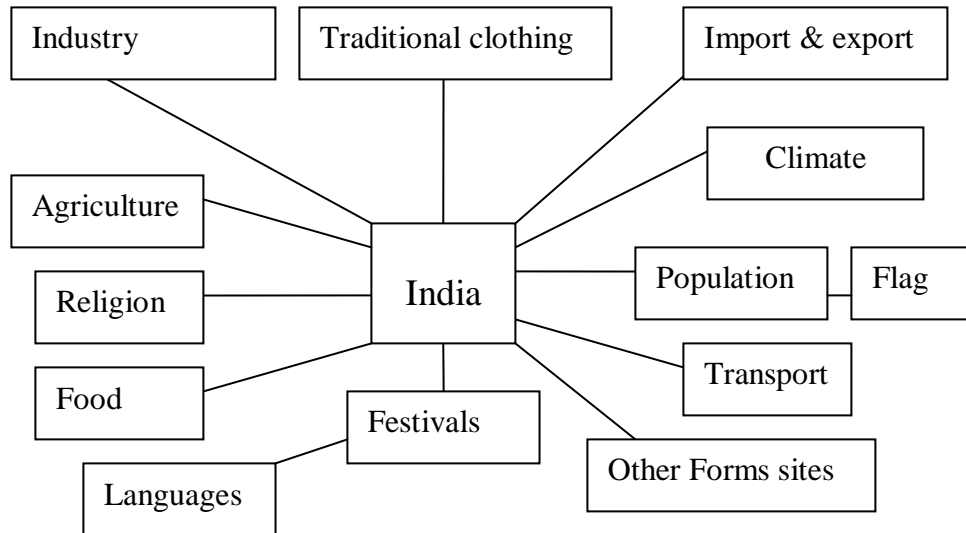 Industry
Traditional clothing
Import & export
Climate
Agriculture
Population
Flag
Religion
India
Transport
Food
Festivals
Other Forms sites
Languages